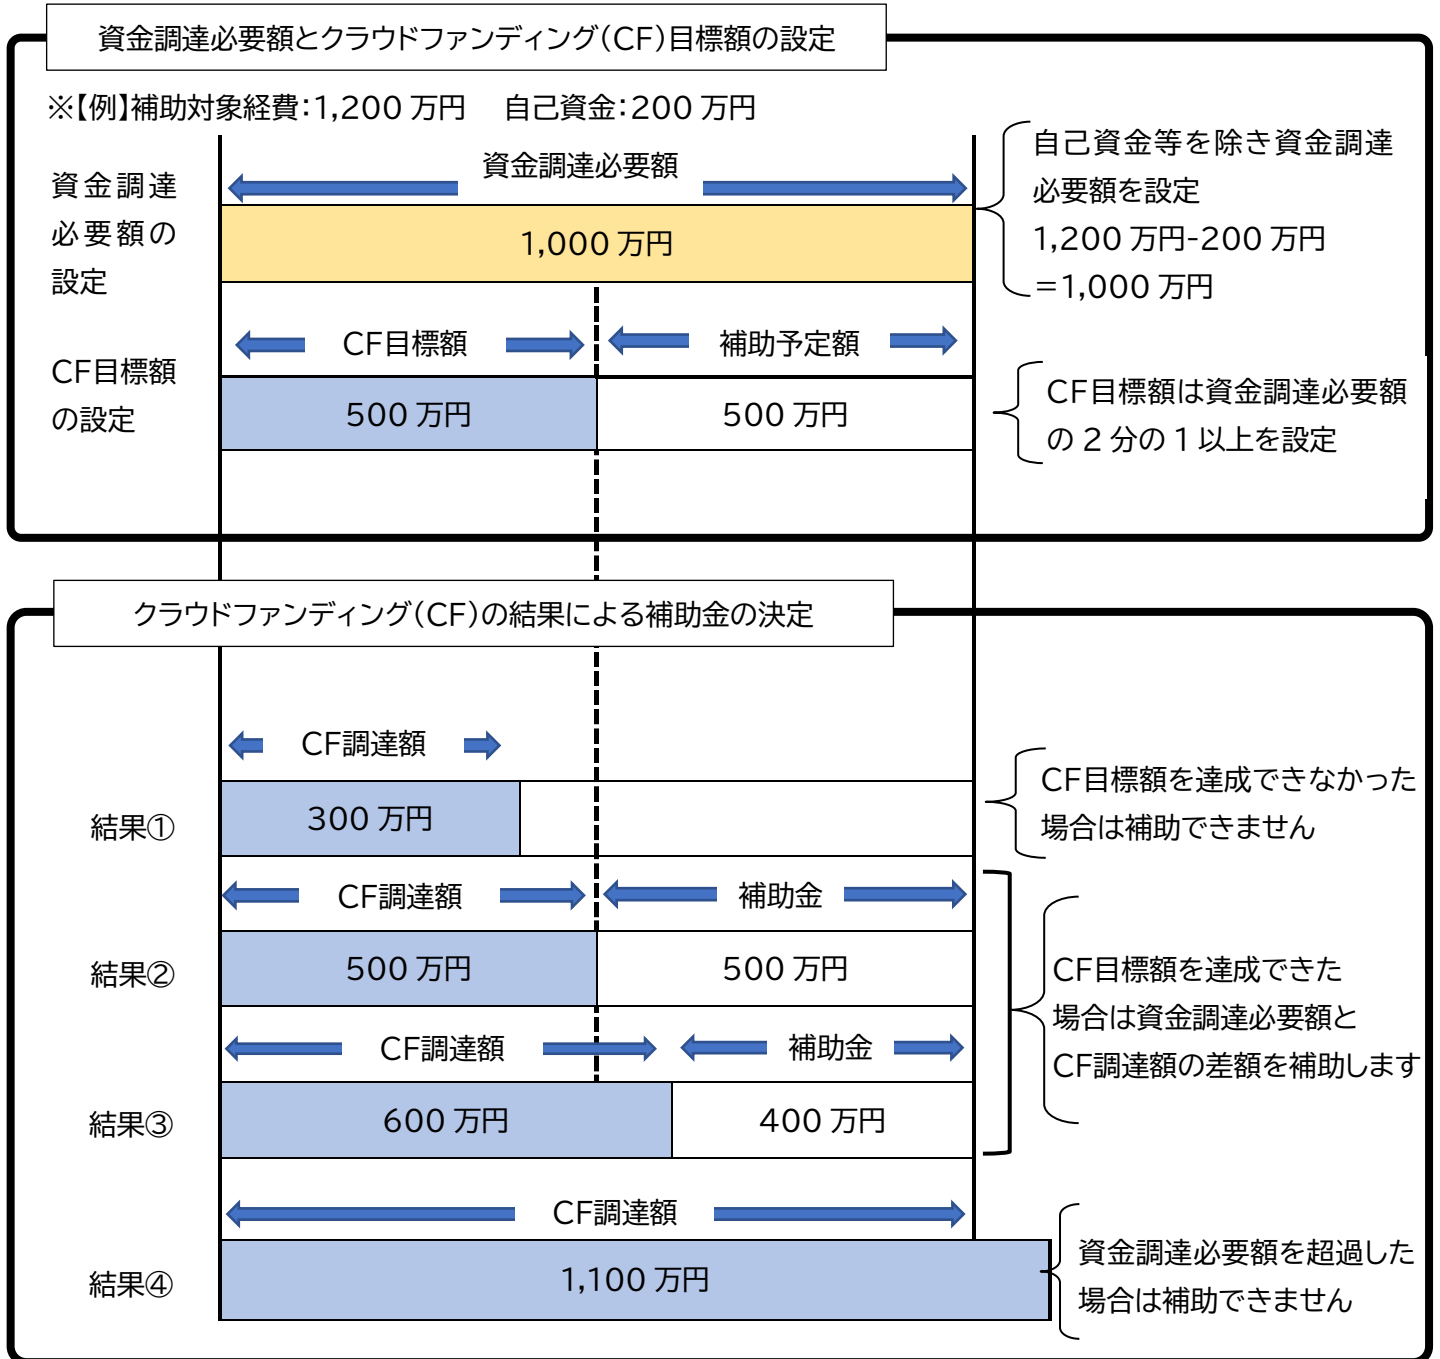 資金調達必要額とクラウドファンディング(CF)目標額の設定
※【例】補助対象経費：1,200 万円　自己資金：200 万円
資金調達
必要額の
設定
資金調達必要額
1,000 万円
自己資金等を除き資金調達
必要額を設定
1,200 万円-200 万円
＝1,000 万円
CF目標額
の設定
CF目標額
補助予定額
500 万円
500 万円
CF目標額は資金調達必要額
の 2 分の 1 以上を設定
クラウドファンディング(CF)の結果による補助金の決定
CF調達額
結果①
300 万円
CF目標額を達成できなかった
場合は補助できません
CF調達額
補助金
結果②
500 万円
500 万円
CF目標額を達成できた
場合は資金調達必要額と
CF調達額の差額を補助します
CF調達額
補助金
結果③
600 万円
400 万円
CF調達額
結果④
1,100 万円
資金調達必要額を超過した
場合は補助できません